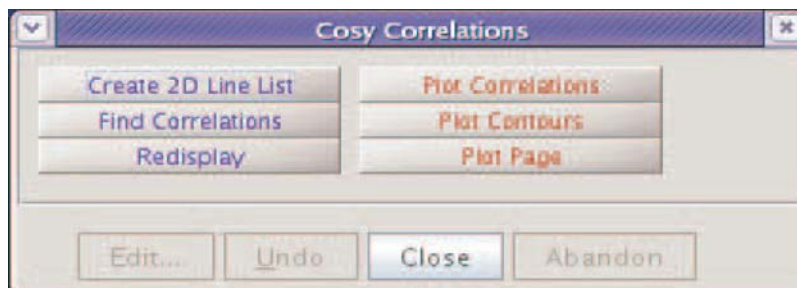 Cosy Correlations
Create 2D Line List
Plot Correlations
Find Correlations
Plot Contours
Redisplay
Plot Page
Edit...
Undo
Close
Abandon